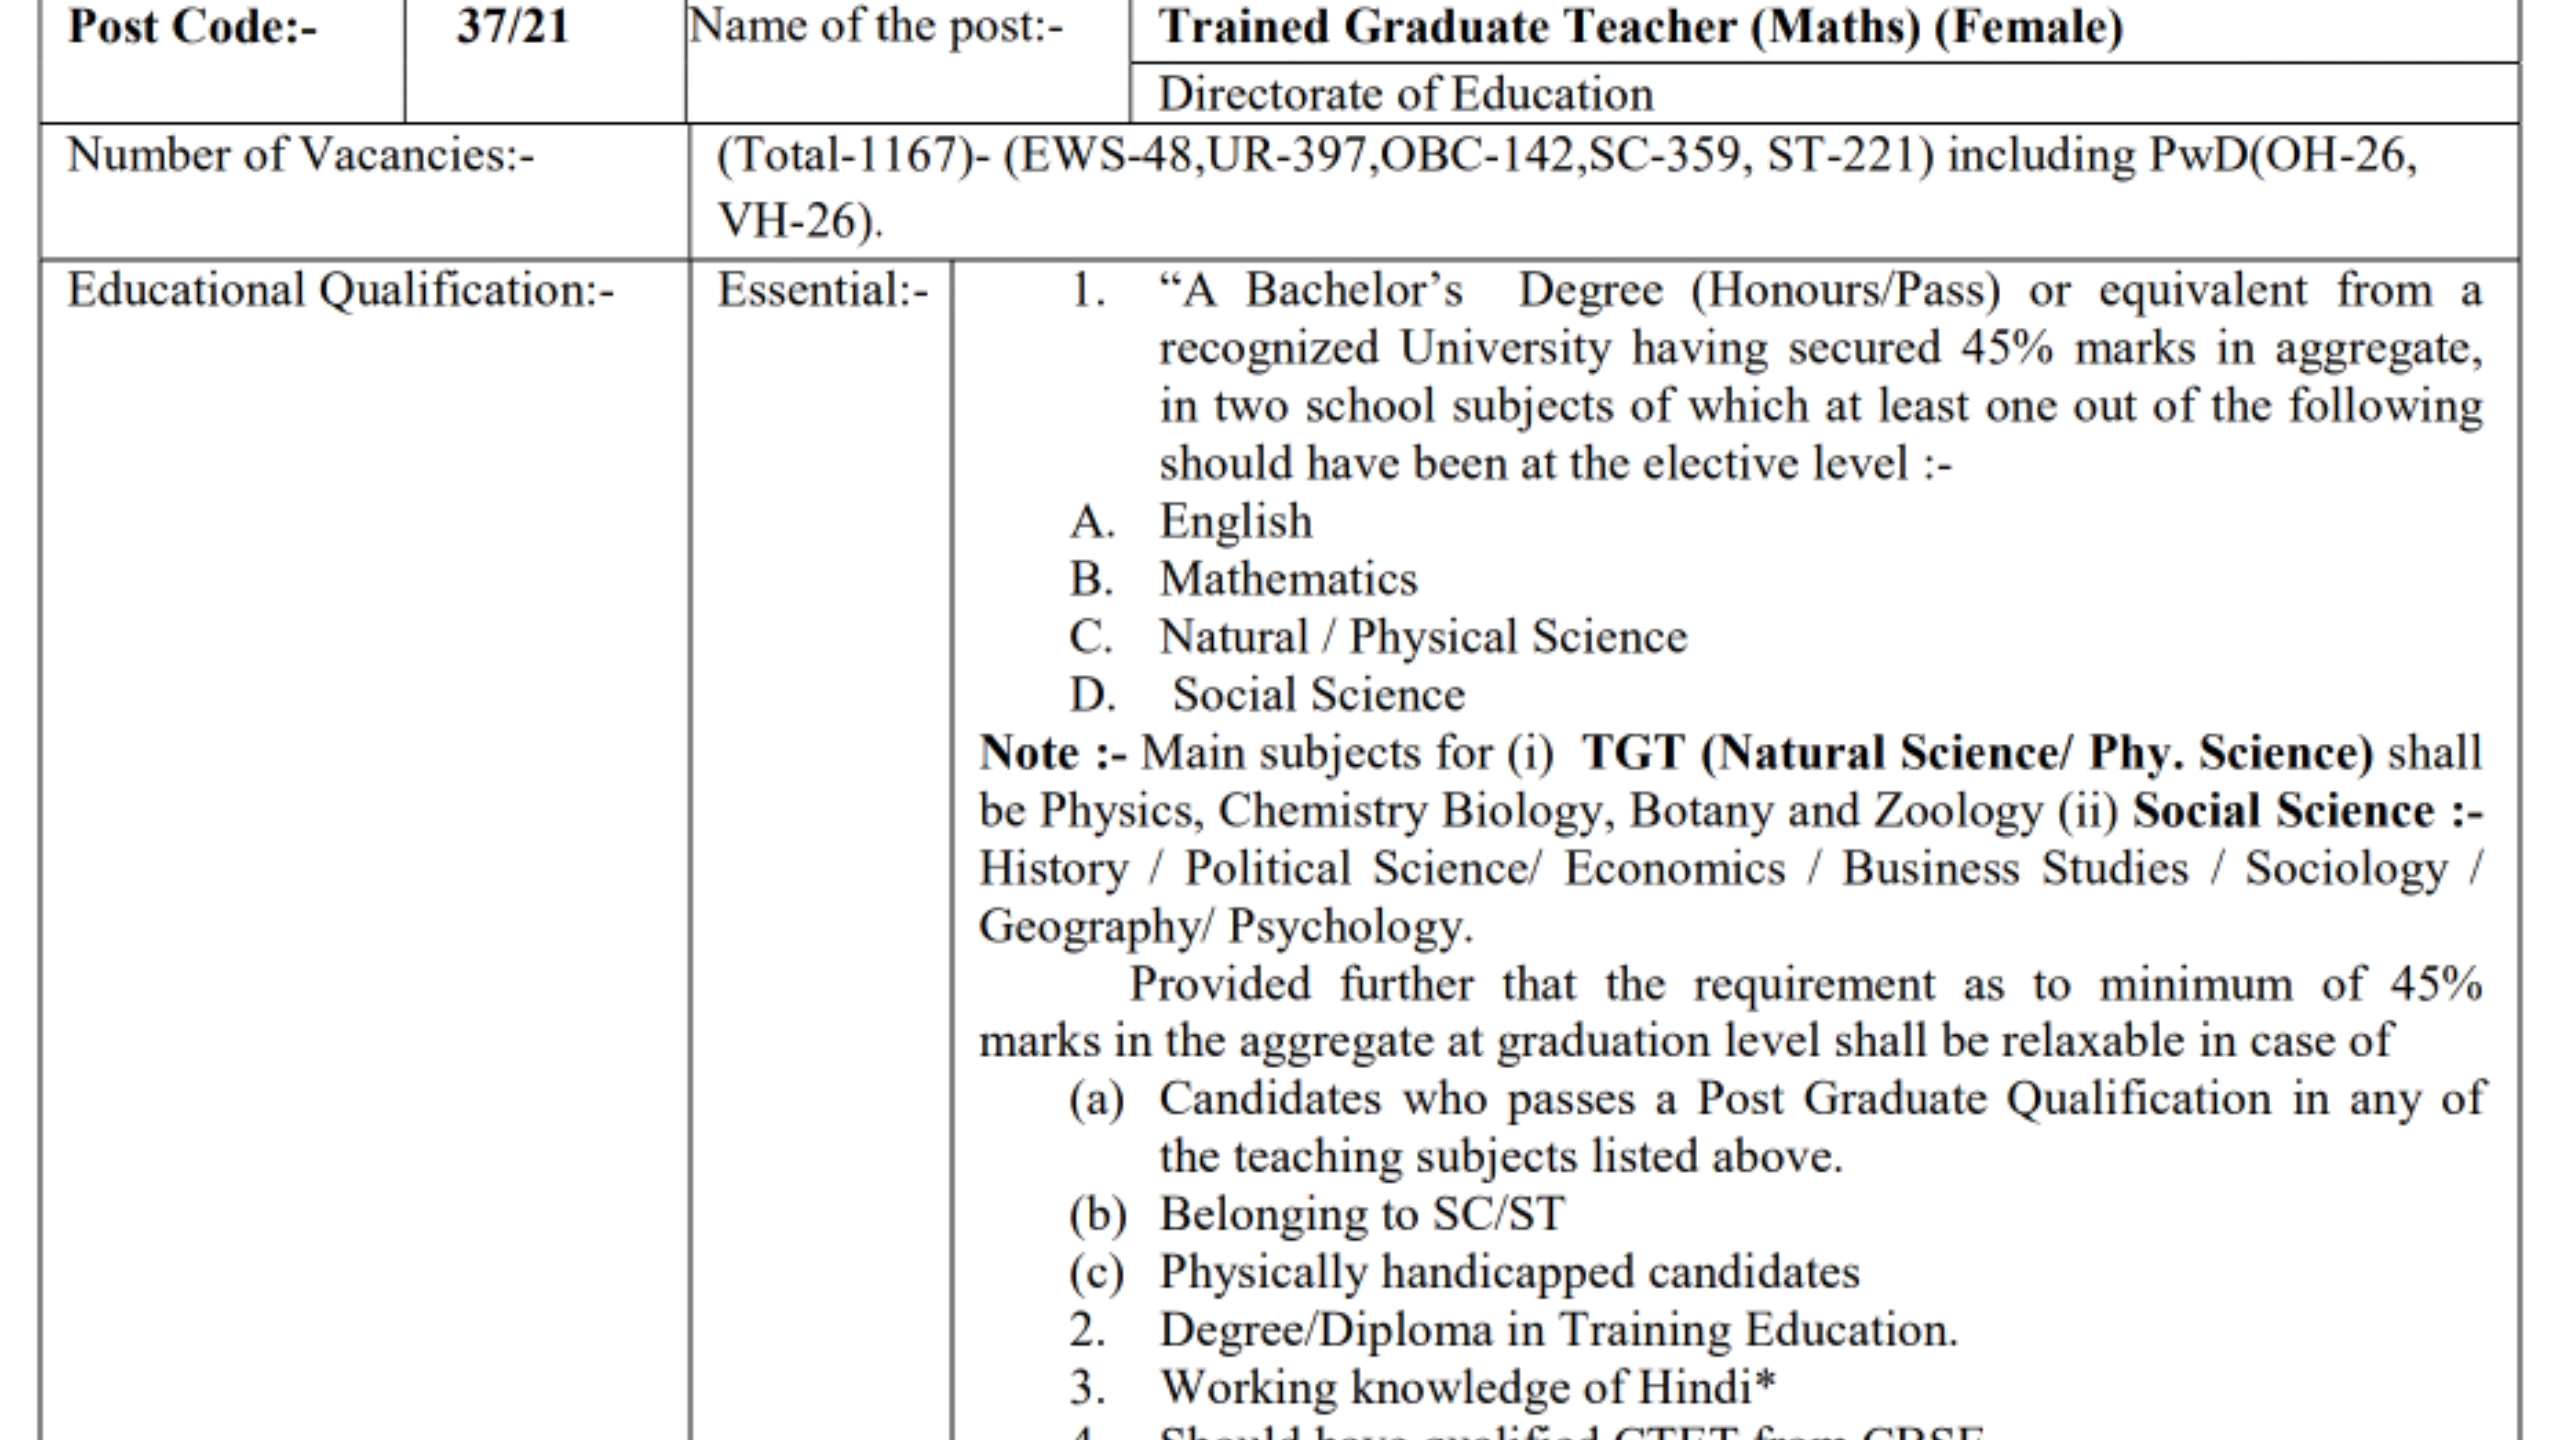 Post Code:- 37/21 Name of the post:- Trained Graduate Teacher (Maths) (Female)
Directorate of Education
Number of Vacancies:- (Total-1167)- (EWS-48,UR-397,OBC-142,SC-359, ST-221) including PwD(OH-26,
VH-26).
Educational Qualification:- Essential:- 1. “A Bachelor’s Degree (Honours/Pass) or equivalent from a
recognized University having secured 45% marks in aggregate,
in two school subjects of which at least one out of the following
should have been at the elective level :-
A. English
B. Mathematics
C. Natural / Physical Science
D. Social Science
Note :- Main subjects for (i) TGT (Natural Science/ Phy. Science) shall
be Physics, Chemistry Biology, Botany and Zoology (ii) Social Science :-
History / Political Science/ Economics / Business Studies / Sociology /
Geography/ Psychology.
Provided further that the requirement as to minimum of 45%
marks in the aggregate at graduation level shall be relaxable in case of
(a) Candidates who passes a Post Graduate Qualification in any of
the teaching subjects listed above.
(b) Belonging to SC/ST
(c) Physically handicapped candidates
2. Degree/Diploma in Training Education.
3. Working knowledge of Hindi*
4. Should have qualified CTET from CBSE